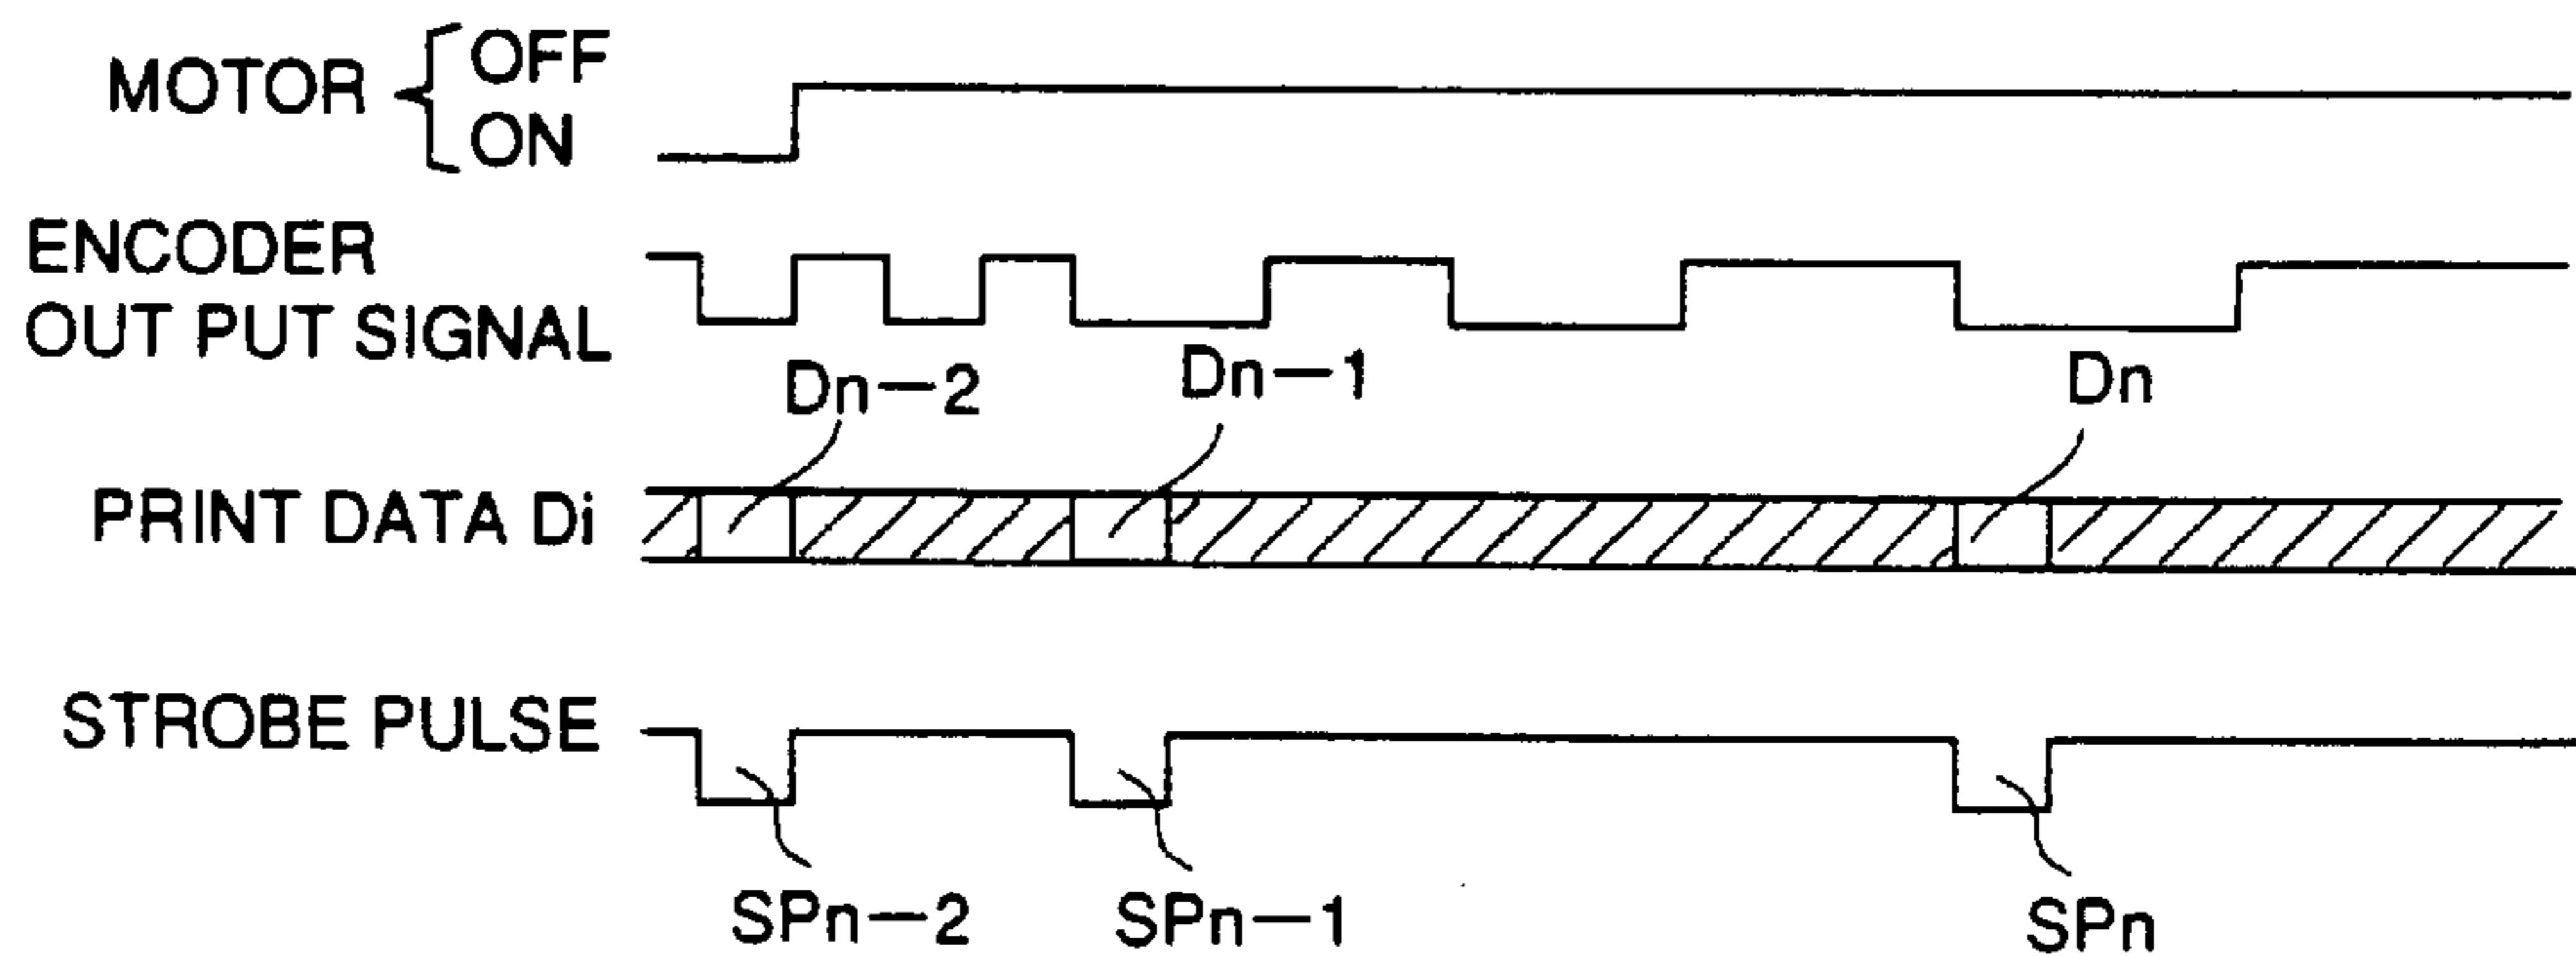 MOTOR
OFF
ON
ENCODER
OUT PUT SIGNAL
Dn−2
Dn−1
Dn
PRINT DATA Di
STROBE PULSE
SPn−2
SPn−1
SPn